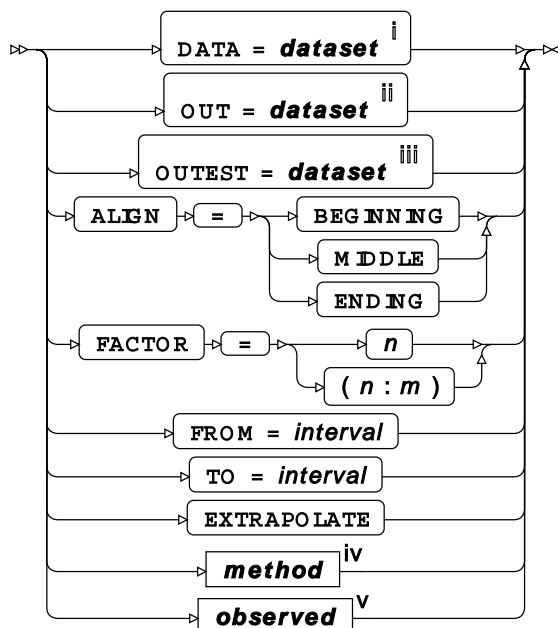 DATA = dataset i
OUT = dataset ii
OUTEST = dataset iii
ALIGN = BEGINNING
MIDDLE
ENDING
FACTOR = n
( n : m )
FROM = interval
TO = interval
EXTRAPOLATE
method iv
observed v